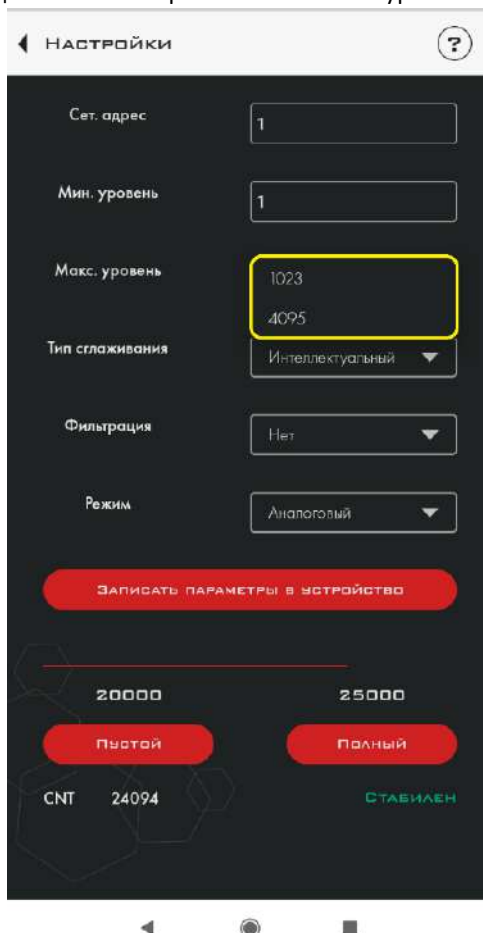 Настройки ?
Сет. адрес 1
Мин. уровень 1
Макс. уровень 1023
4095
Тип сглаживания Интеллектуальный
Фильтрация Нет
Режим Аналоговый
Записать параметры в устройство
20000 25000
Пустой Полный
CNT 24094 Стабилен